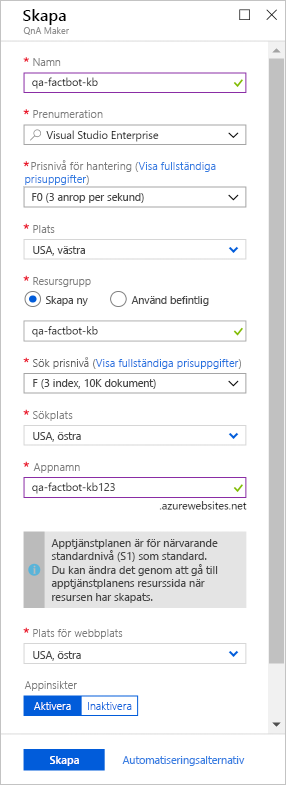 Skapa
QnA Maker
* Namn
qa-factbot-kb
* Prenumeration
Visual Studio Enterprise
* Prisnivå för hantering (Visa fullständiga
prisuppgifter)
F0 (3 anrop per sekund)
* Plats
USA, västra
* Resursgrupp
Skapa ny Använd befintlig
qa-factbot-kb
* Sök prisnivå (Visa fullständiga prisuppgifter)
F (3 index, 10K dokument)
* Sökplats
USA, östra
* Appnamn
qa-factbot-kb123
.azurewebsites.net
Apptjänstplanen är för närvarande
standardnivå (S1) som standard.
Du kan ändra det genom att gå till
apptjänstplanens resurssida när
resursen har skapats.
* Plats för webbplats
USA, östra
Appinsikter
Aktivera Inaktivera
Skapa Automatiseringsalternativ